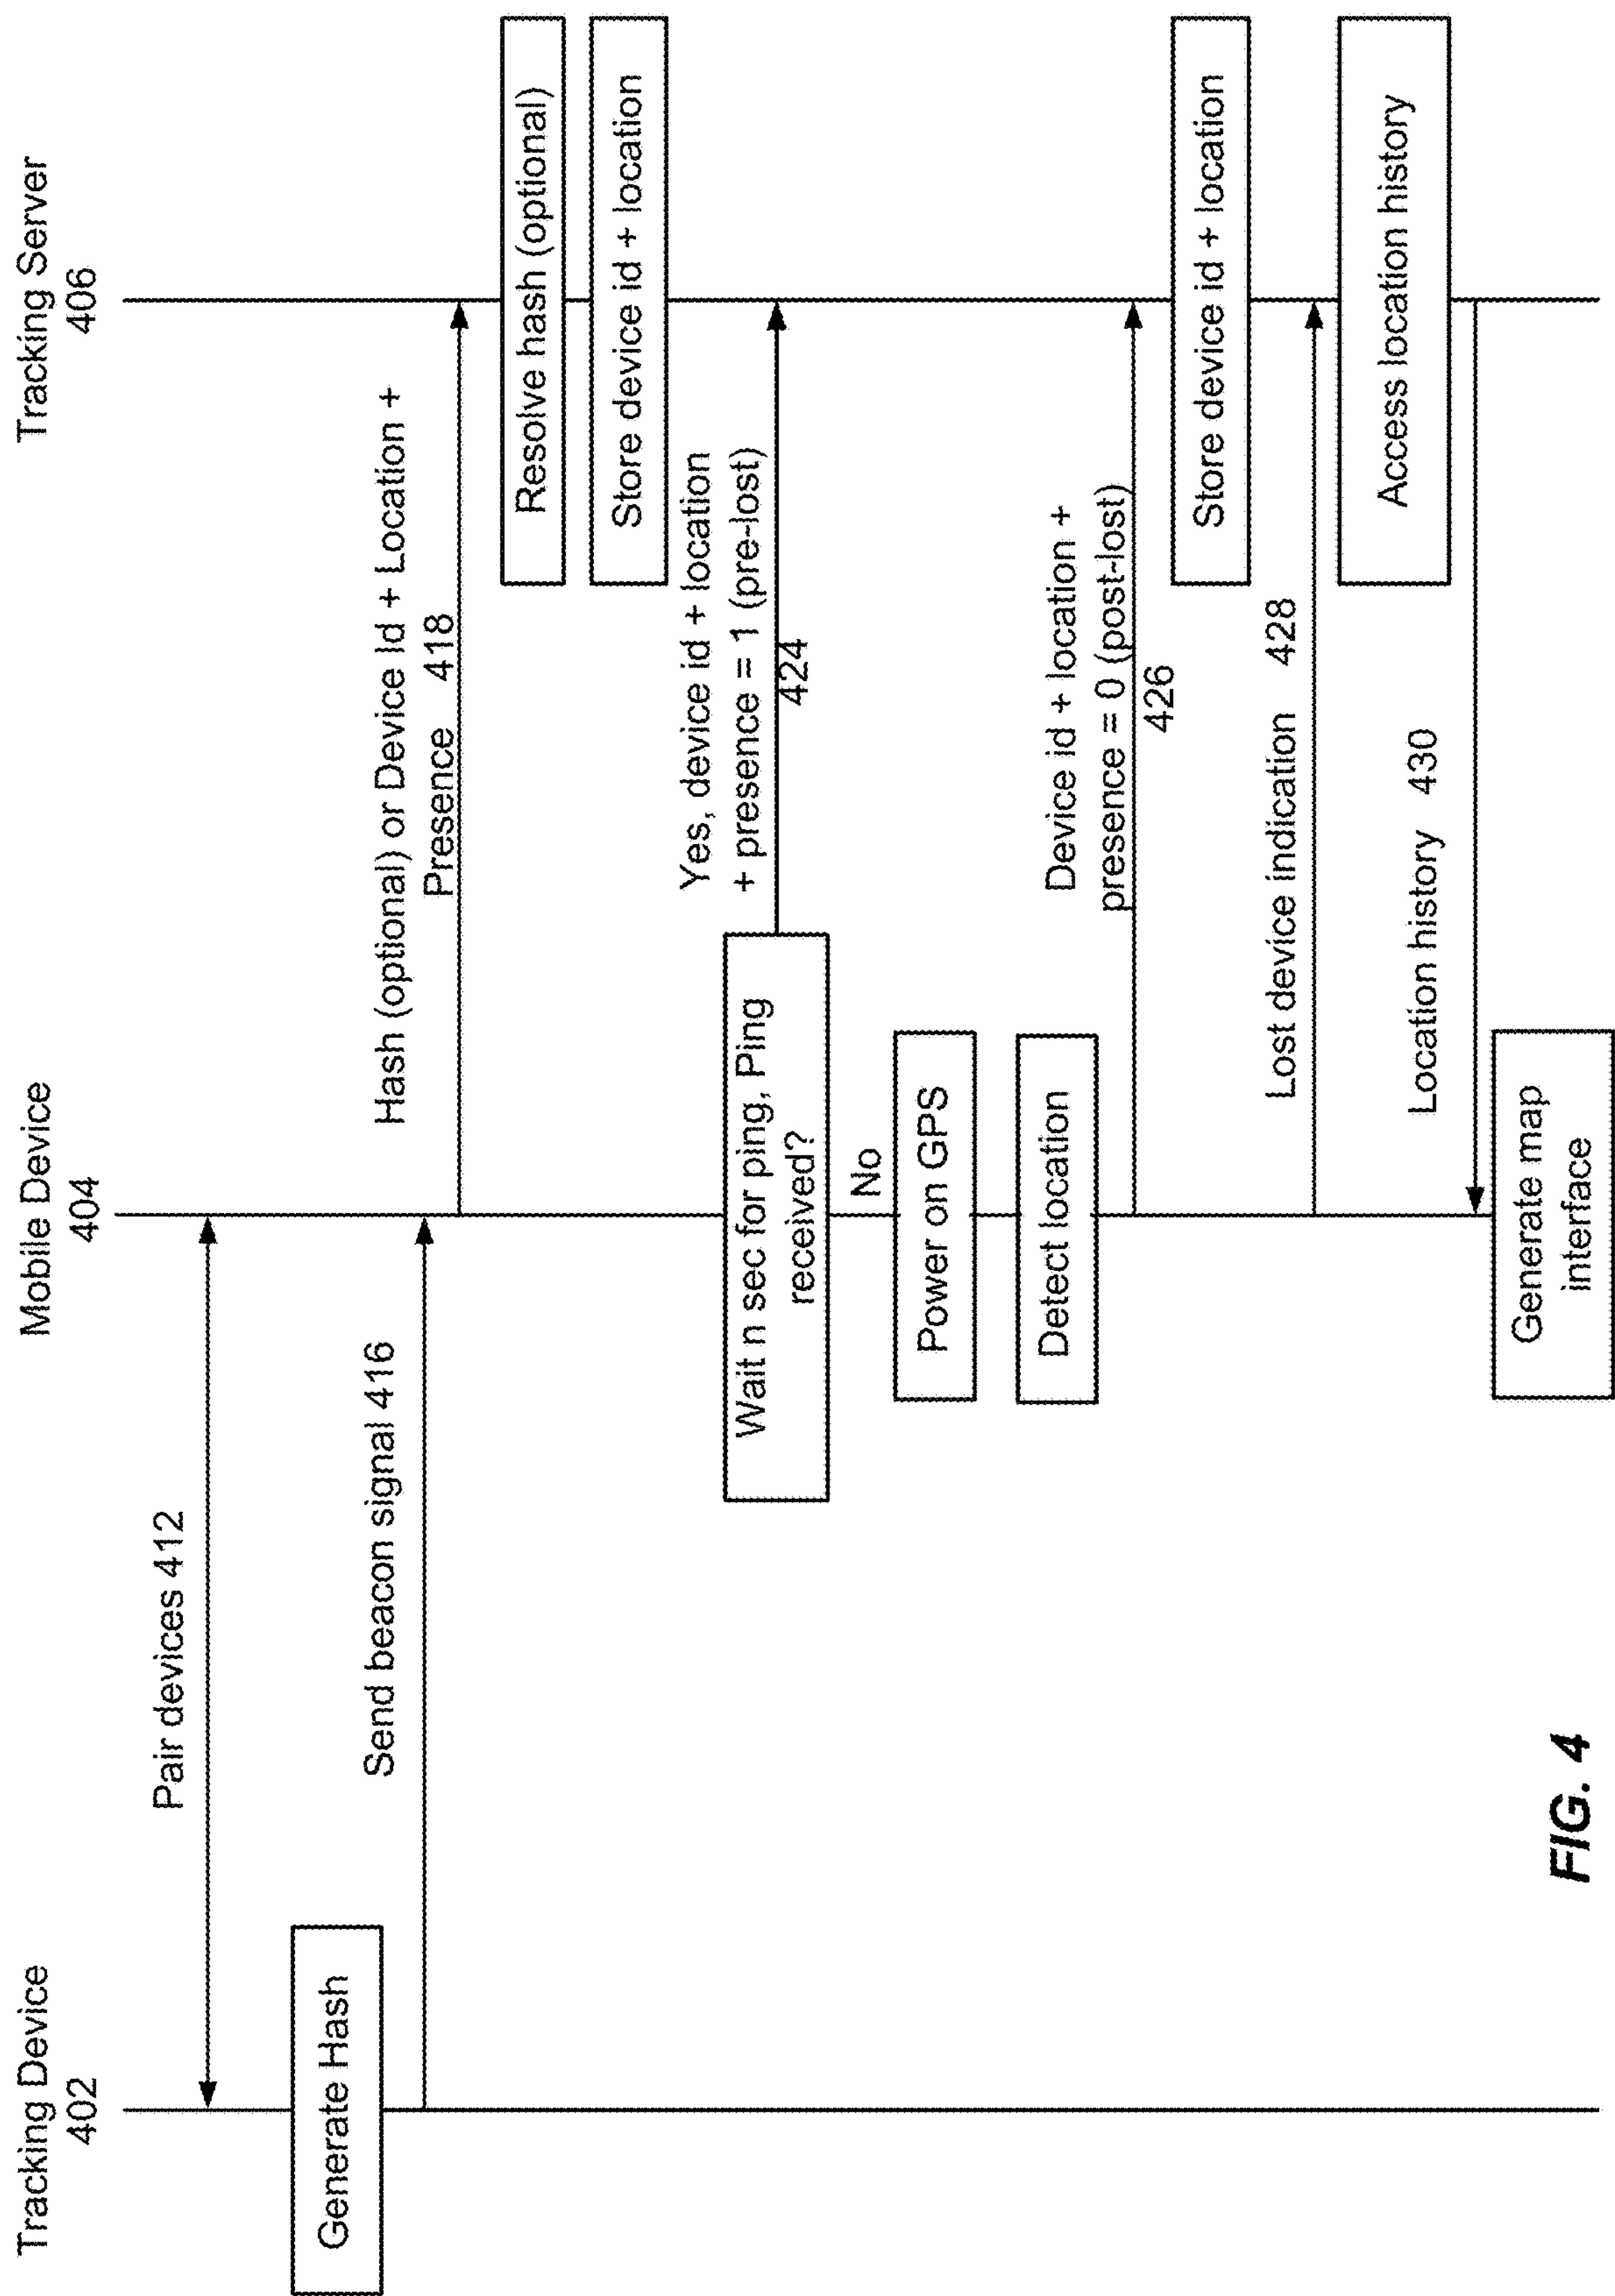 Tracking Device
402
Mobile Device
404
Tracking Server
406
Pair devices 412
Generate Hash
Send beacon signal 416
Hash (optional) or Device Id + Location +
Presence 418
Resolve hash (optional)
Store device id + location
Wait n sec for ping, Ping
received?
Yes, device id + location
+ presence = 1 (pre-lost)
424
No
Power on GPS
Detect location
Device id + location +
presence = 0 (post-lost)
426
Store device id + location
Lost device indication 428
Access location history
Location history 430
Generate map
interface
FIG. 4